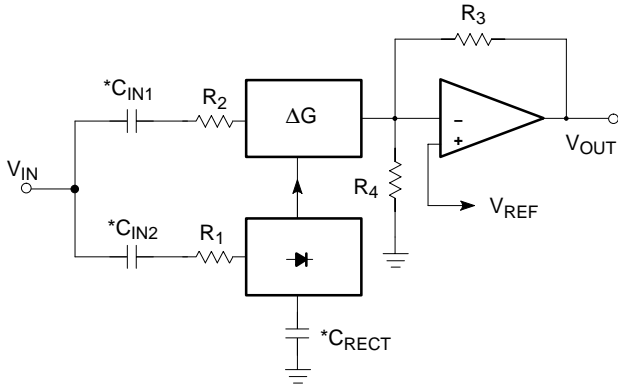 R3
*CIN1
R2
ΔG
−
+
VOUT
VIN
R4
VREF
*CIN2
R1
*CRECT